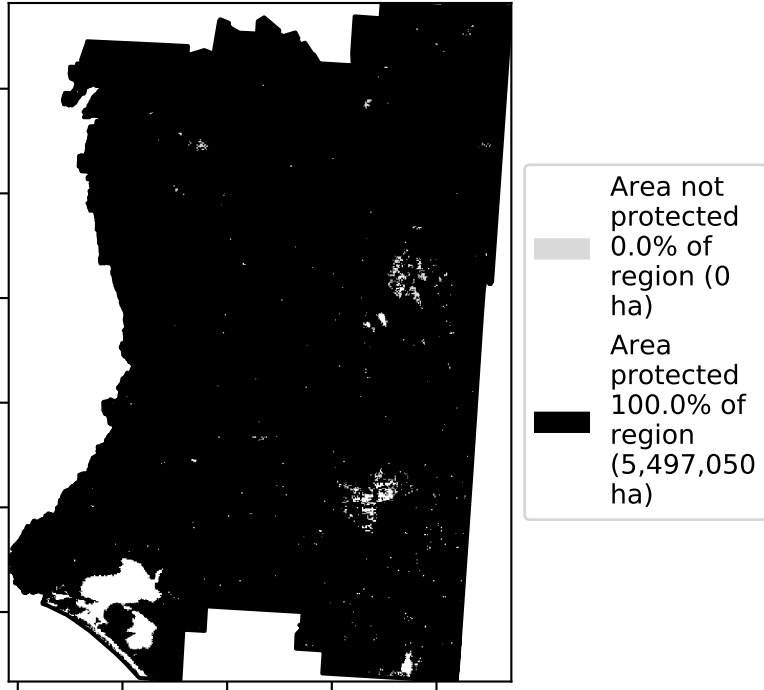 Area not
protected
0.0% of
region (0
ha)
Area
protected
100.0% of
region
(5,497,050
ha)